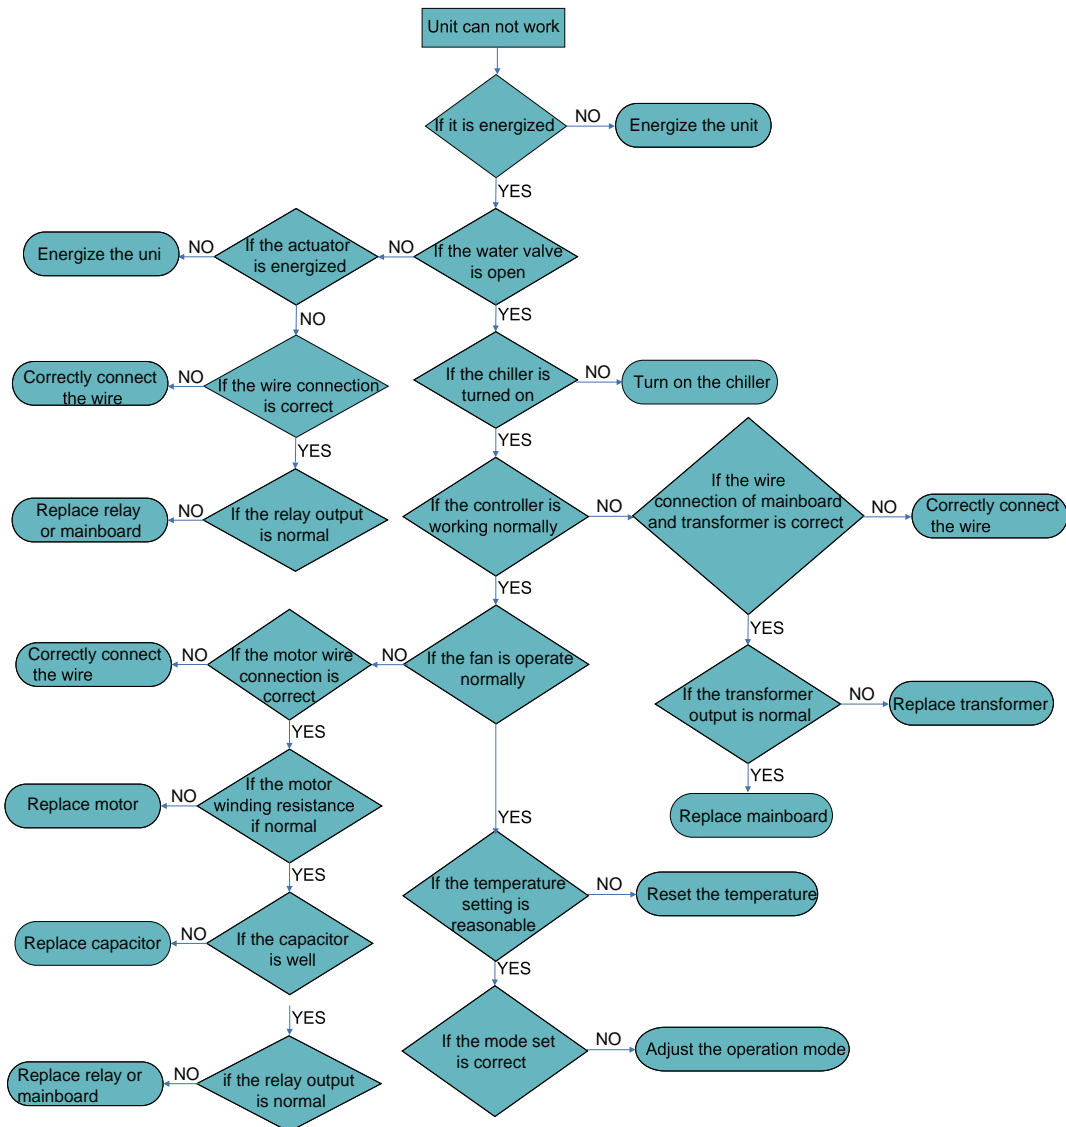 Unit can not work
If it is energized
NO
Energize the unit
YES
Energize the uni
NO
If the actuator
is energized
NO
If the water valve
is open
NO
YES
Correctly connect
the wire
NO
If the wire connection
is correct
If the chiller is
turned on
NO
Turn on the chiller
YES
YES
Replace relay
or mainboard
NO
If the relay output
is normal
If the controller is
working normally
NO
If the wire
connection of mainboard
and transformer is correct
NO
Correctly connect
the wire
YES
YES
Correctly connect
the wire
NO
If the motor wire
connection is
correct
NO
If the fan is operate
normally
If the transformer
output is normal
NO
Replace transformer
YES
YES
YES
Replace motor
NO
If the motor
winding resistance
if normal
Replace mainboard
YES
If the temperature
setting is
reasonable
NO
Reset the temperature
Replace capacitor
NO
If the capacitor
is well
YES
YES
Replace relay or
mainboard
NO
if the relay output
is normal
If the mode set
is correct
NO
Adjust the operation mode